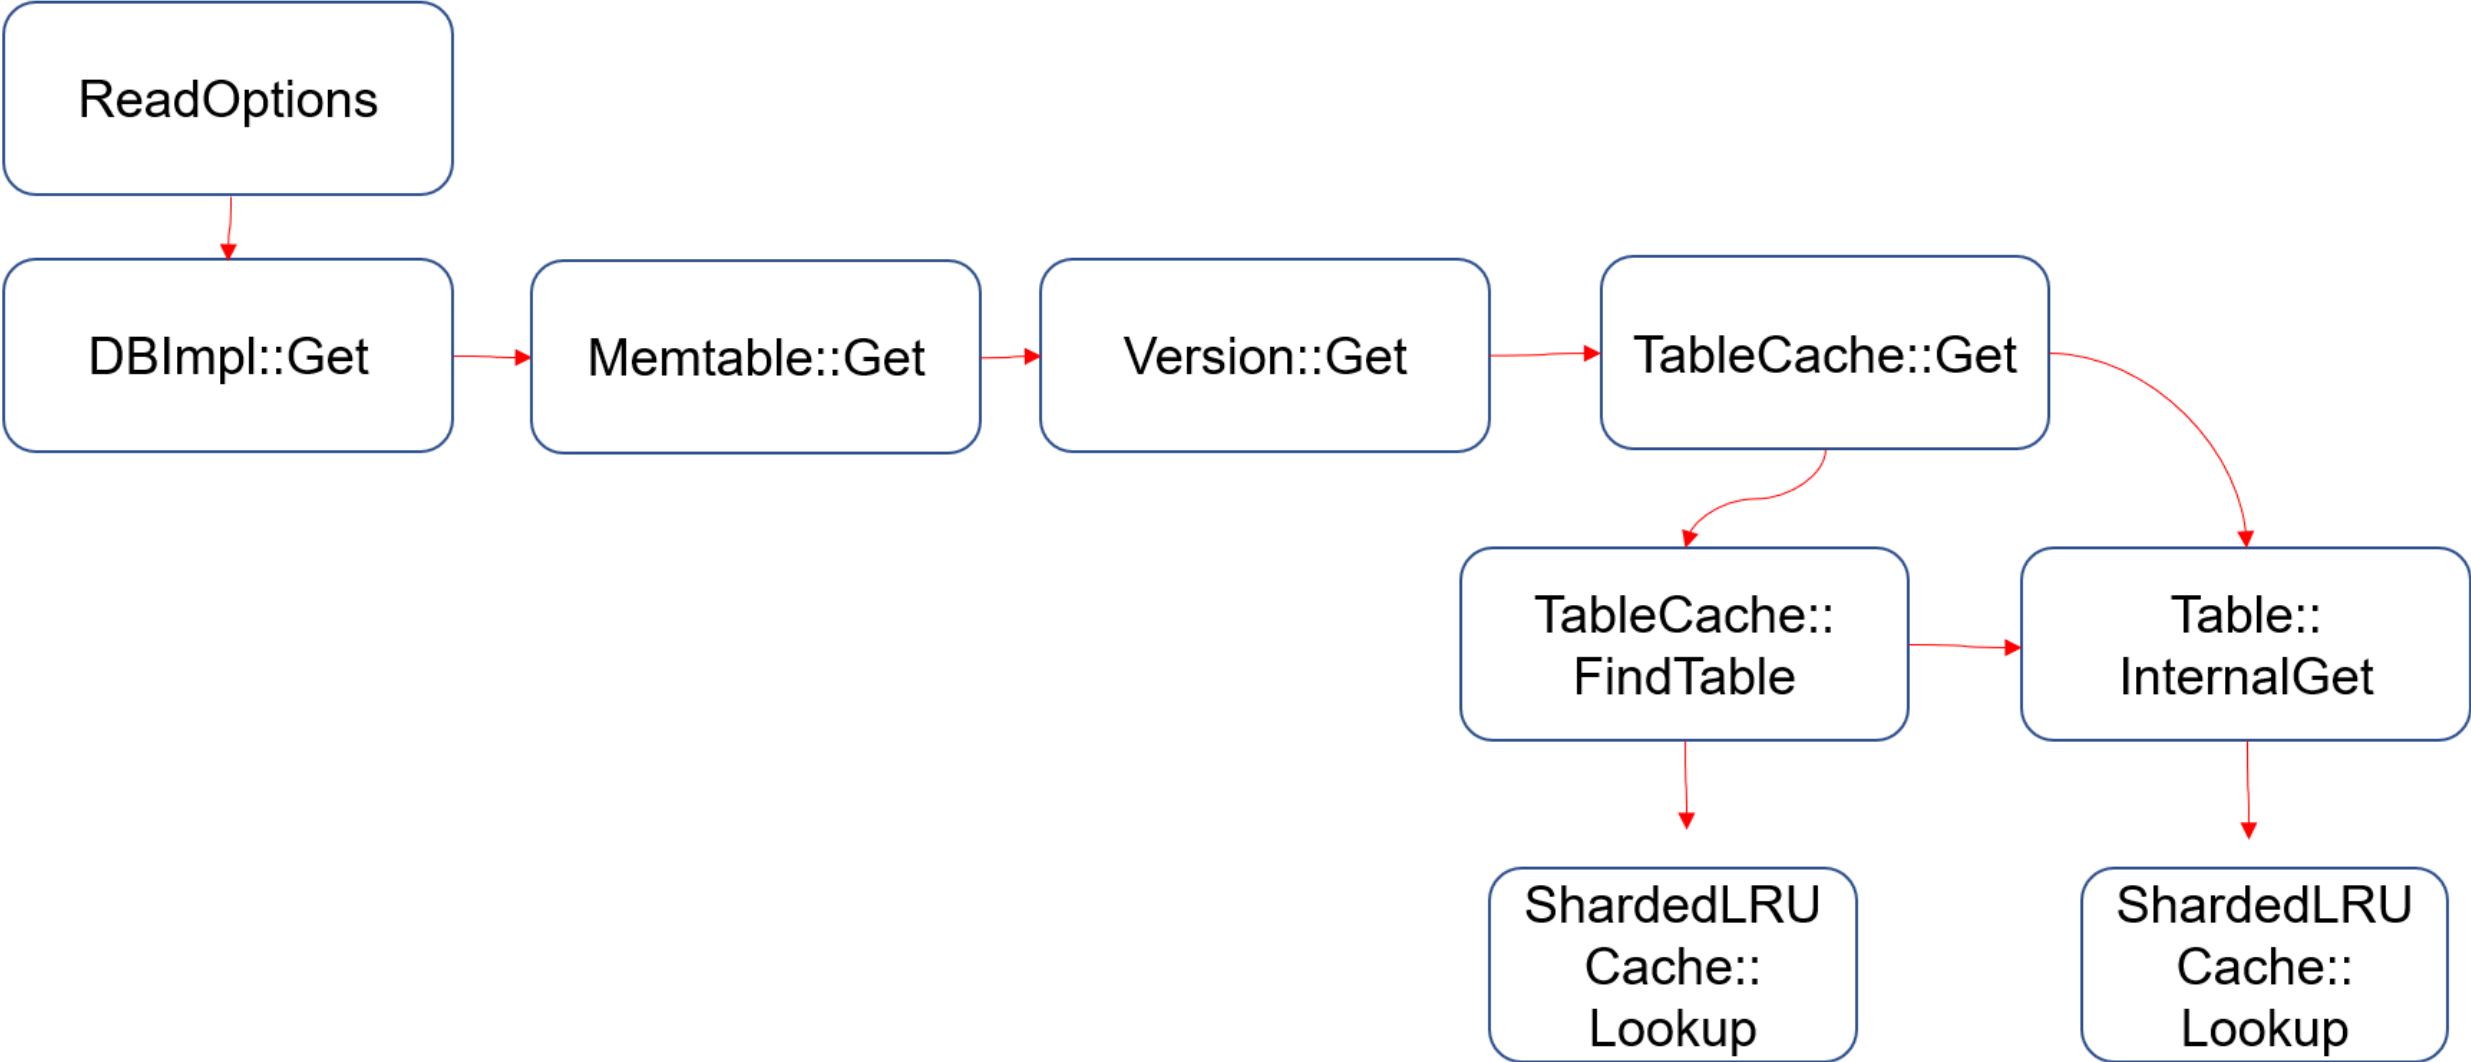 ReadOptions
DBImpl::Get
Memtable::Get
Version::Get
TableCache::Get
TableCache::
FindTable
Table::
InternalGet
ShardedLRU
Cache::
Lookup
ShardedLRU
Cache::
Lookup